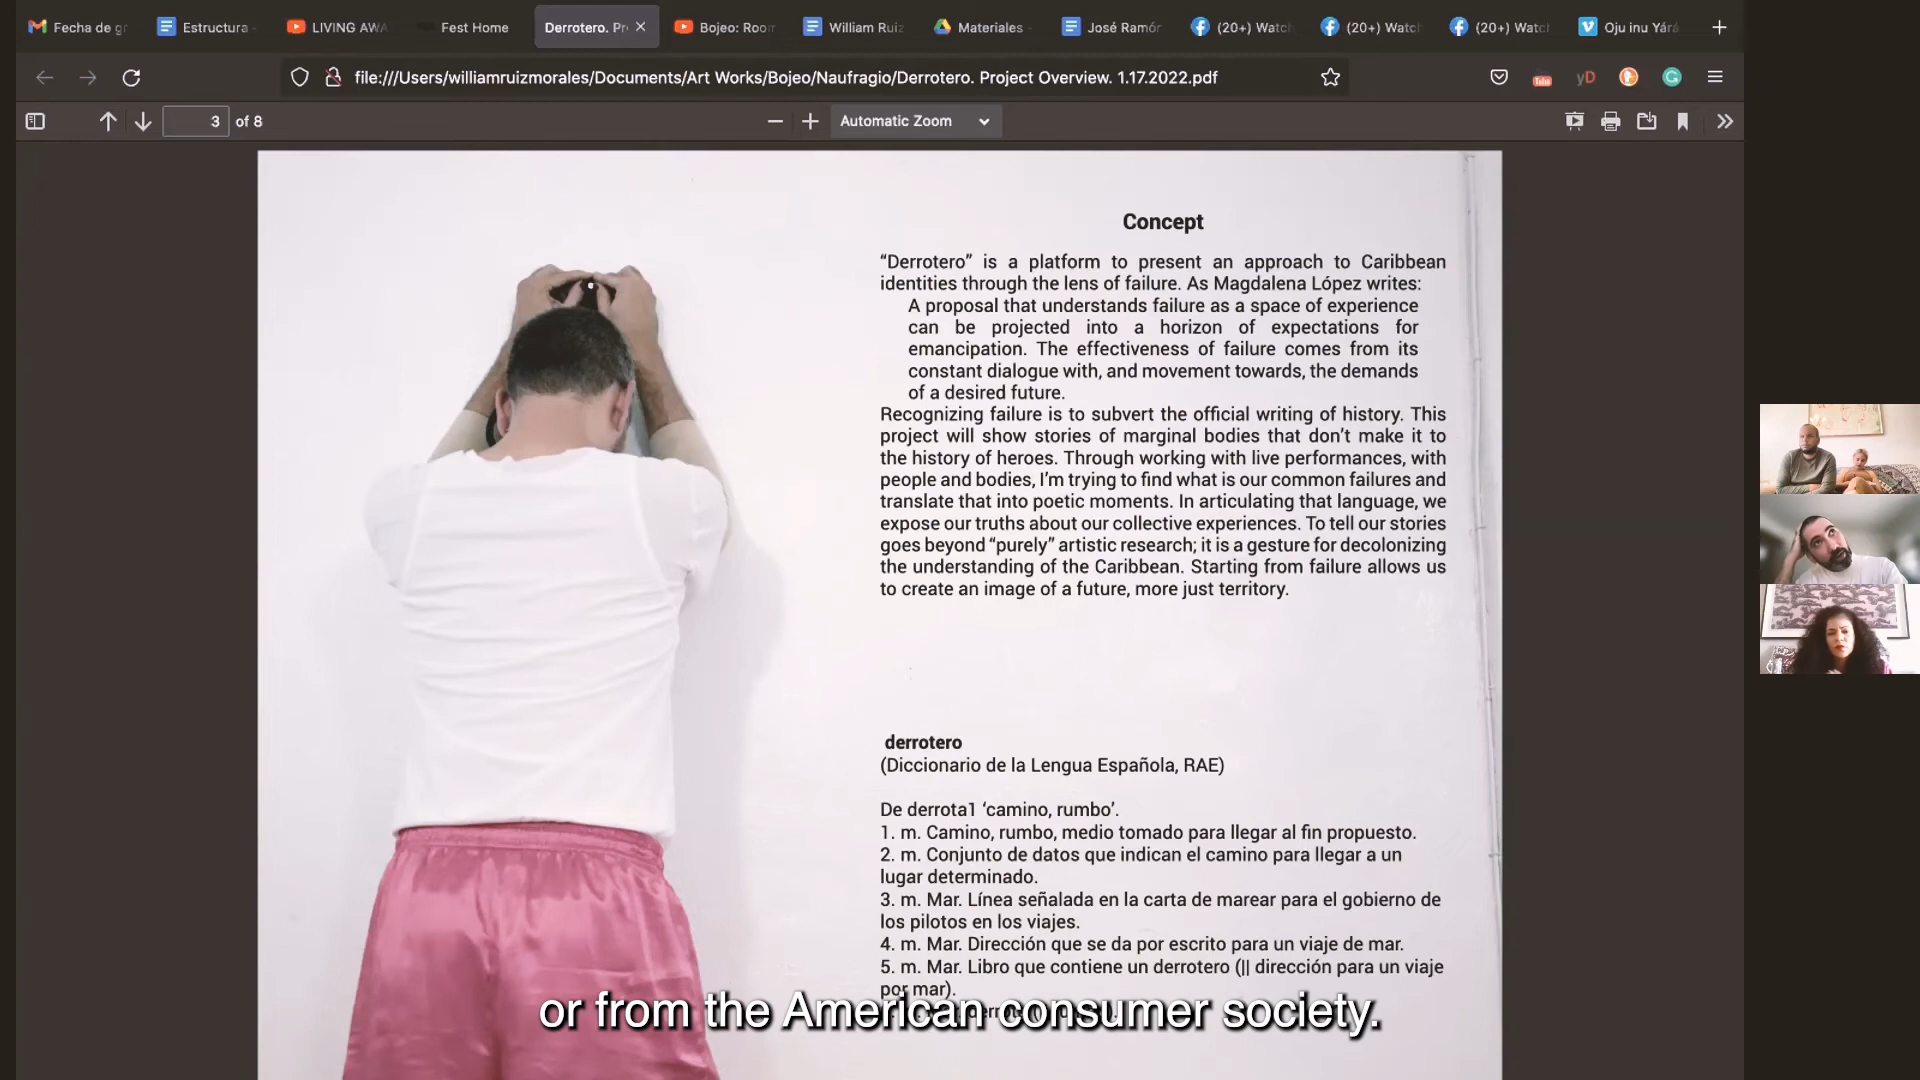 Fecha de gr
Estructura -
LIVING AWA
Fest Home
Derrotero. Pr
Bojeo: Room
William Ruiz
Materiales -
José Ramón
(20+) Watch
(20+) Watch
(20+) Watch
Oju inu Yárá
file:///Users/williamruizmorales/Documents/Art Works/Bojeo/Naufragio/Derrotero. Project Overview. 1.17.2022.pdf
3 of 8
Automatic Zoom
Concept
“Derrotero” is a platform to present an approach to Caribbean
identities through the lens of failure. As Magdalena López writes:
A proposal that understands failure as a space of experience
can be projected into a horizon of expectations for
emancipation. The effectiveness of failure comes from its
constant dialogue with, and movement towards, the demands
of a desired future.
Recognizing failure is to subvert the official writing of history. This
project will show stories of marginal bodies that don’t make it to
the history of heroes. Through working with live performances, with
people and bodies, I’m trying to find what is our common failures and
translate that into poetic moments. In articulating that language, we
expose our truths about our collective experiences. To tell our stories
goes beyond “purely” artistic research; it is a gesture for decolonizing
the understanding of the Caribbean. Starting from failure allows us
to create an image of a future, more just territory.
derrotero
(Diccionario de la Lengua Española, RAE)
De derrota1 ‘camino, rumbo’.
1. m. Camino, rumbo, medio tomado para llegar al fin propuesto.
2. m. Conjunto de datos que indican el camino para llegar a un
lugar determinado.
3. m. Mar. Línea señalada en la carta de marear para el gobierno de
los pilotos en los viajes.
4. m. Mar. Dirección que se da por escrito para un viaje de mar.
5. m. Mar. Libro que contiene un derrotero (|| dirección para un viaje
por mar).
or from the American consumer society.